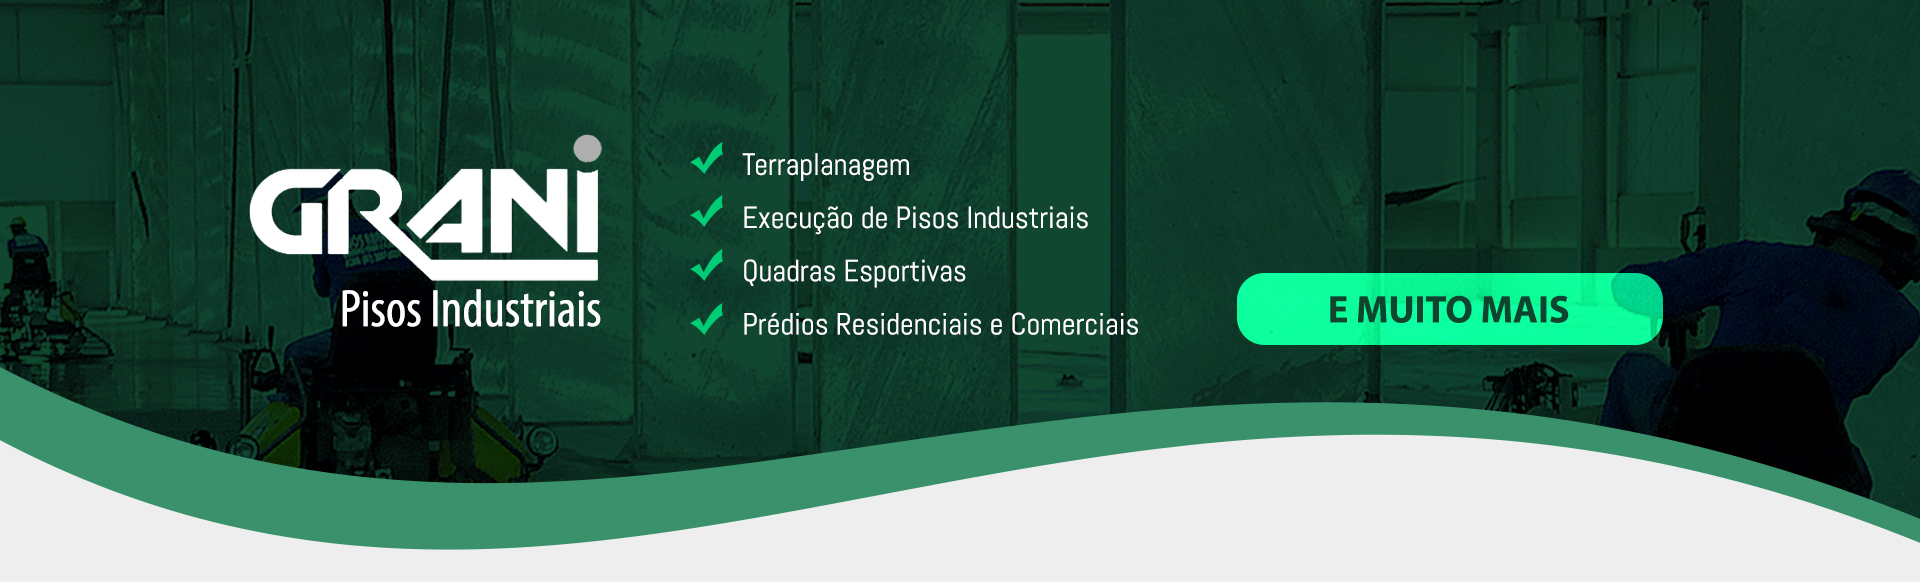 GRANI
Pisos Industriais
Terraplanagem
Execução de Pisos Industriais
Quadras Esportivas
Prédios Residenciais e Comerciais
E MUITO MAIS